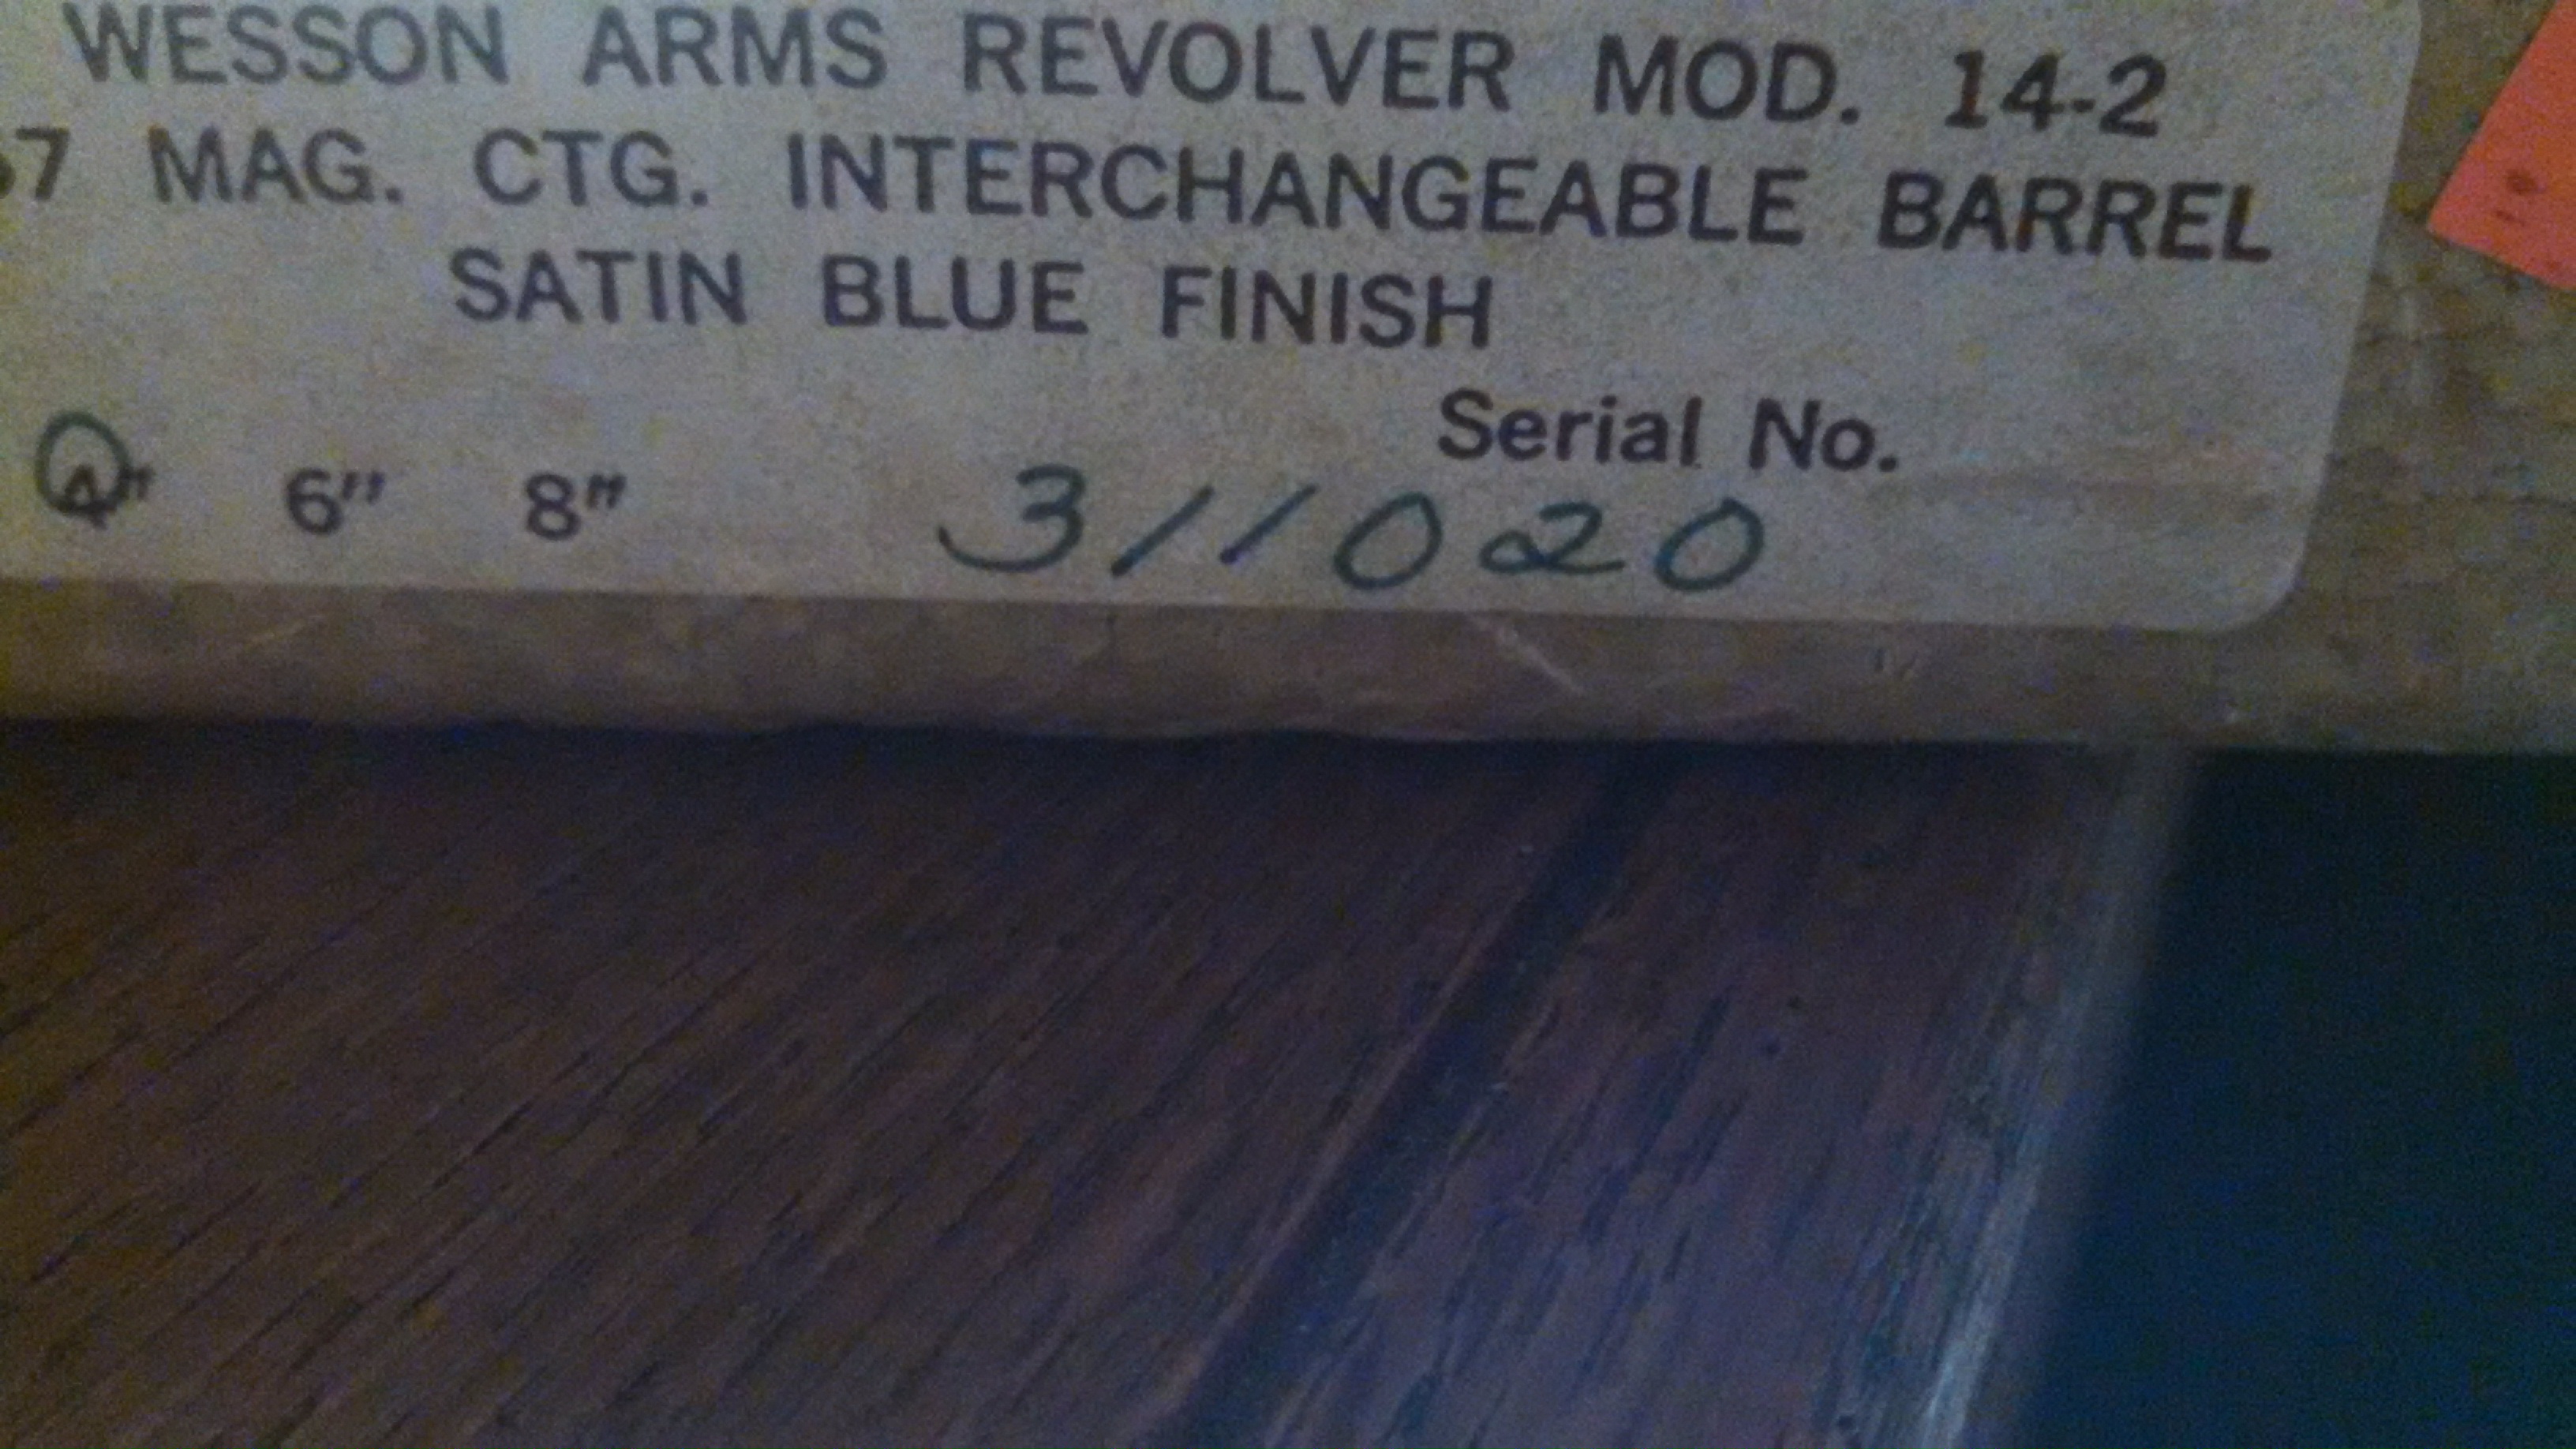 WESSON ARMS REVOLVER MOD. 14-2
7 MAG. CTG. INTERCHANGEABLE BARREL
SATIN BLUE FINISH
Serial No.
4" 6" 8" 311020